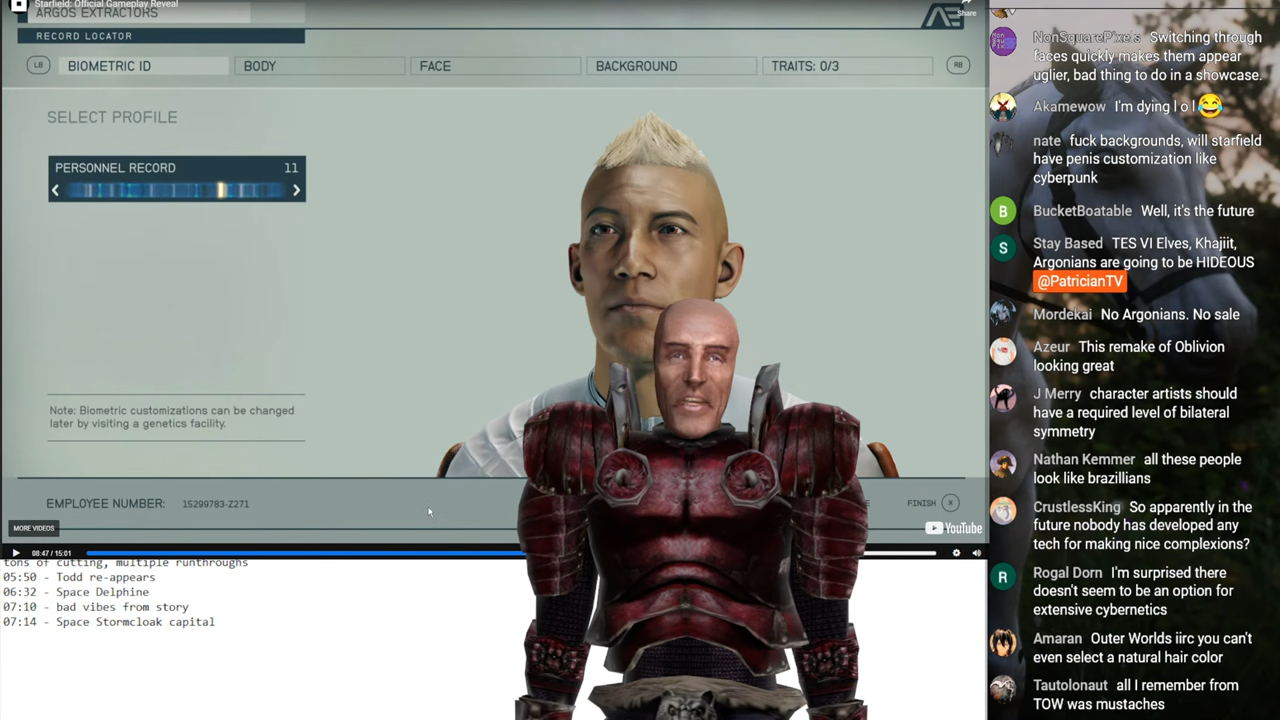 Starfield: Official Gameplay Reveal
ARGOS EXTRACTORS
Share
RECORD LOCATOR
LB
BIOMETRIC ID
BODY
FACE
BACKGROUND
TRAITS: 0/3
RB
SELECT PROFILE
PERSONNEL RECORD 11
Note: Biometric customizations can be changed
later by visiting a genetics facility.
EMPLOYEE NUMBER: 15299783-Z271
FINISH X
MORE VIDEOS
YouTube
08:47 / 15:01
tons of cutting, multiple runthroughs
05:50 - Todd re-appears
06:32 - Space Delphine
07:10 - bad vibes from story
07:14 - Space Stormcloak capital
NonSquarePixels Switching through
faces quickly makes them appear
uglier, bad thing to do in a showcase.
Akamewow I'm dying l o l 😂
nate fuck backgrounds, will starfield
have penis customization like
cyberpunk
B
BucketBoatable Well, it's the future
S
Stay Based TES VI Elves, Khajiit,
Argonians are going to be HIDEOUS
@PatricianTV
Mordekai No Argonians. No sale
Azeur This remake of Oblivion
looking great
J Merry character artists should
have a required level of bilateral
symmetry
Nathan Kemmer all these people
look like brazillians
CrustlessKing So apparently in the
future nobody has developed any
tech for making nice complexions?
R
Rogal Dorn I'm surprised there
doesn't seem to be an option for
extensive cybernetics
Amaran Outer Worlds iirc you can't
even select a natural hair color
Tautolonaut all I remember from
TOW was mustaches